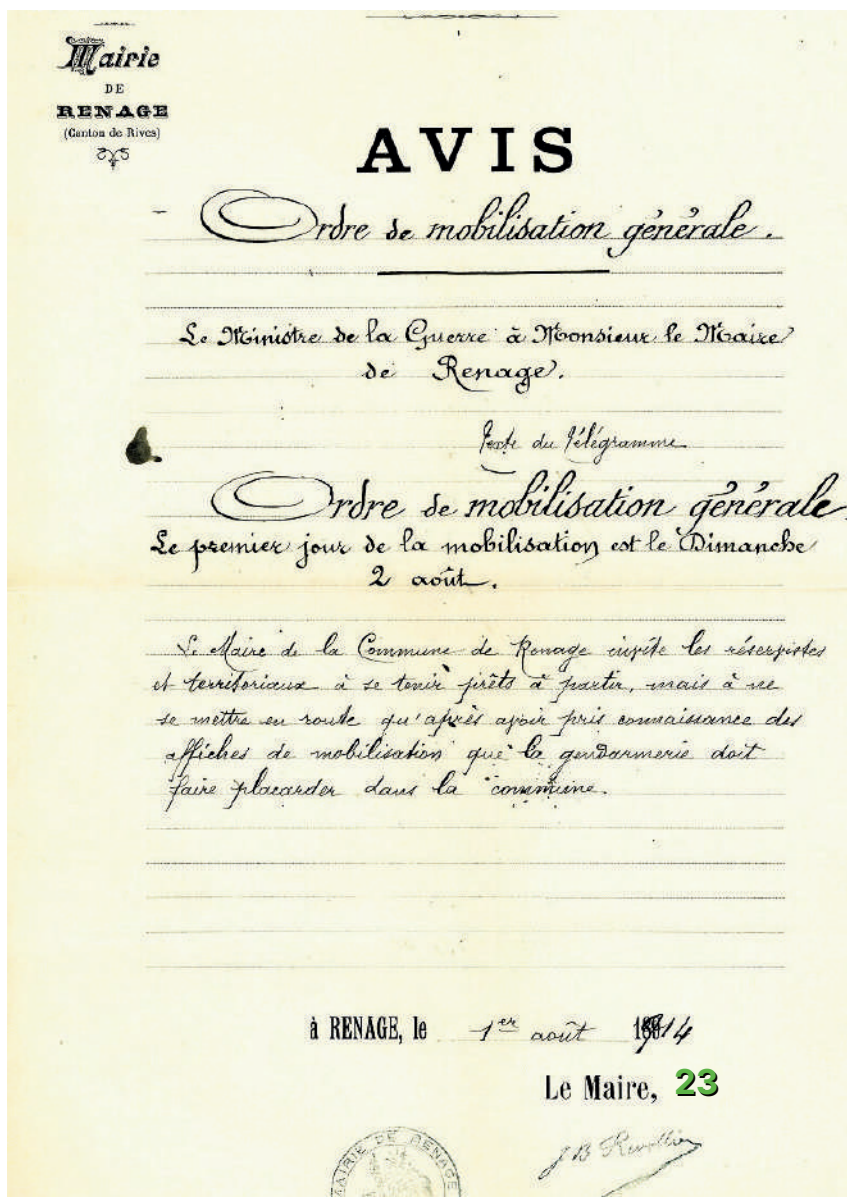 Mairie
DE
RENAGE
(Canton de Rives)
AVIS
Ordre de mobilisation générale.
Le Ministre de la Guerre à Monsieur le Maire
de Renage.
Texte du télégramme
Ordre de mobilisation générale.
Le premier jour de la mobilisation est le Dimanche
2 août.
Le Maire de la Commune de Renage invite les réservistes
et territoriaux à se tenir prêts à partir, mais à ne
se mettre en route qu'après avoir pris connaissance des
affiches de mobilisation que la gendarmerie doit
faire placarder dans la commune.
à RENAGE, le 1er août 1914
Le Maire, 23
MAIRIE DE RENAGE
J B